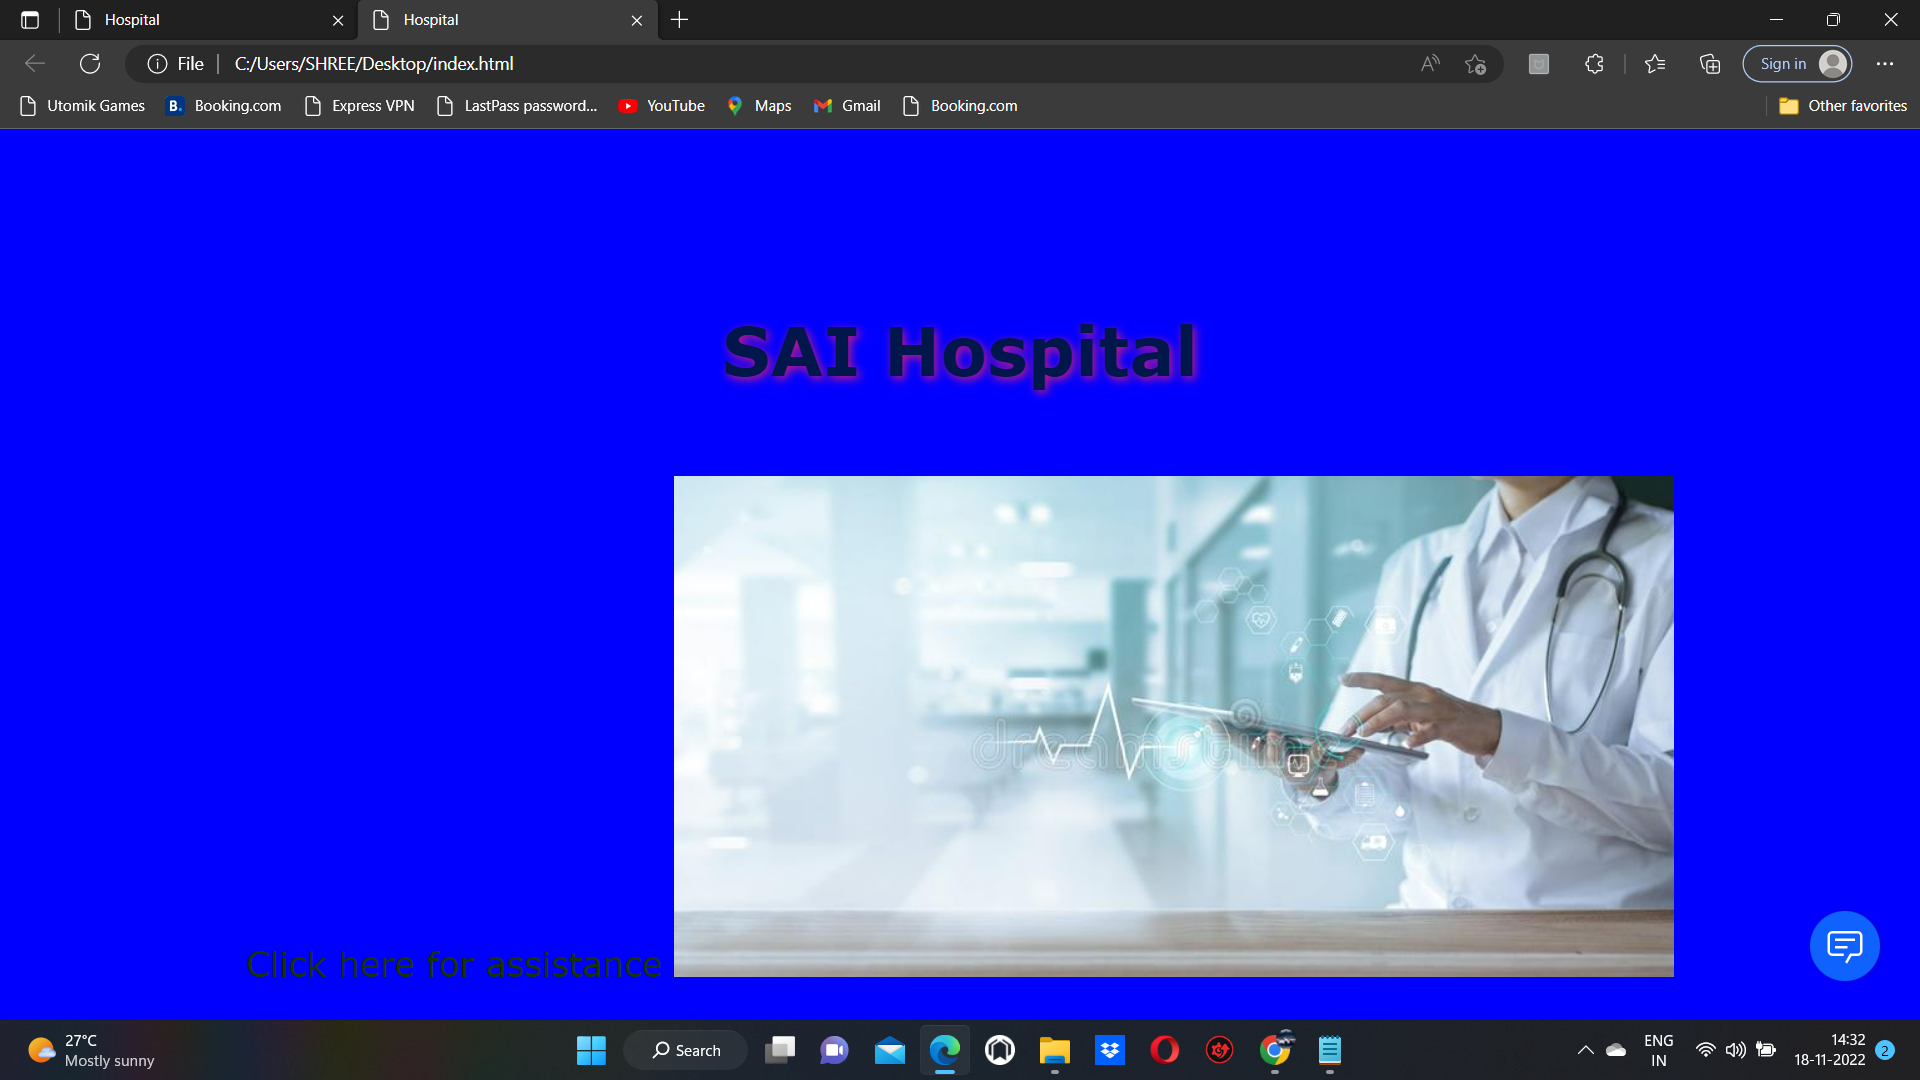 Hospital
Hospital
File
C:/Users/SHREE/Desktop/index.html
Sign in
Utomik Games
B. Booking.com
Express VPN
LastPass password...
YouTube
Maps
Gmail
Booking.com
Other favorites
SAI Hospital
dreamstime
Click here for assistance
27°C
Mostly sunny
Search
ENG
IN
14:32
18-11-2022
2